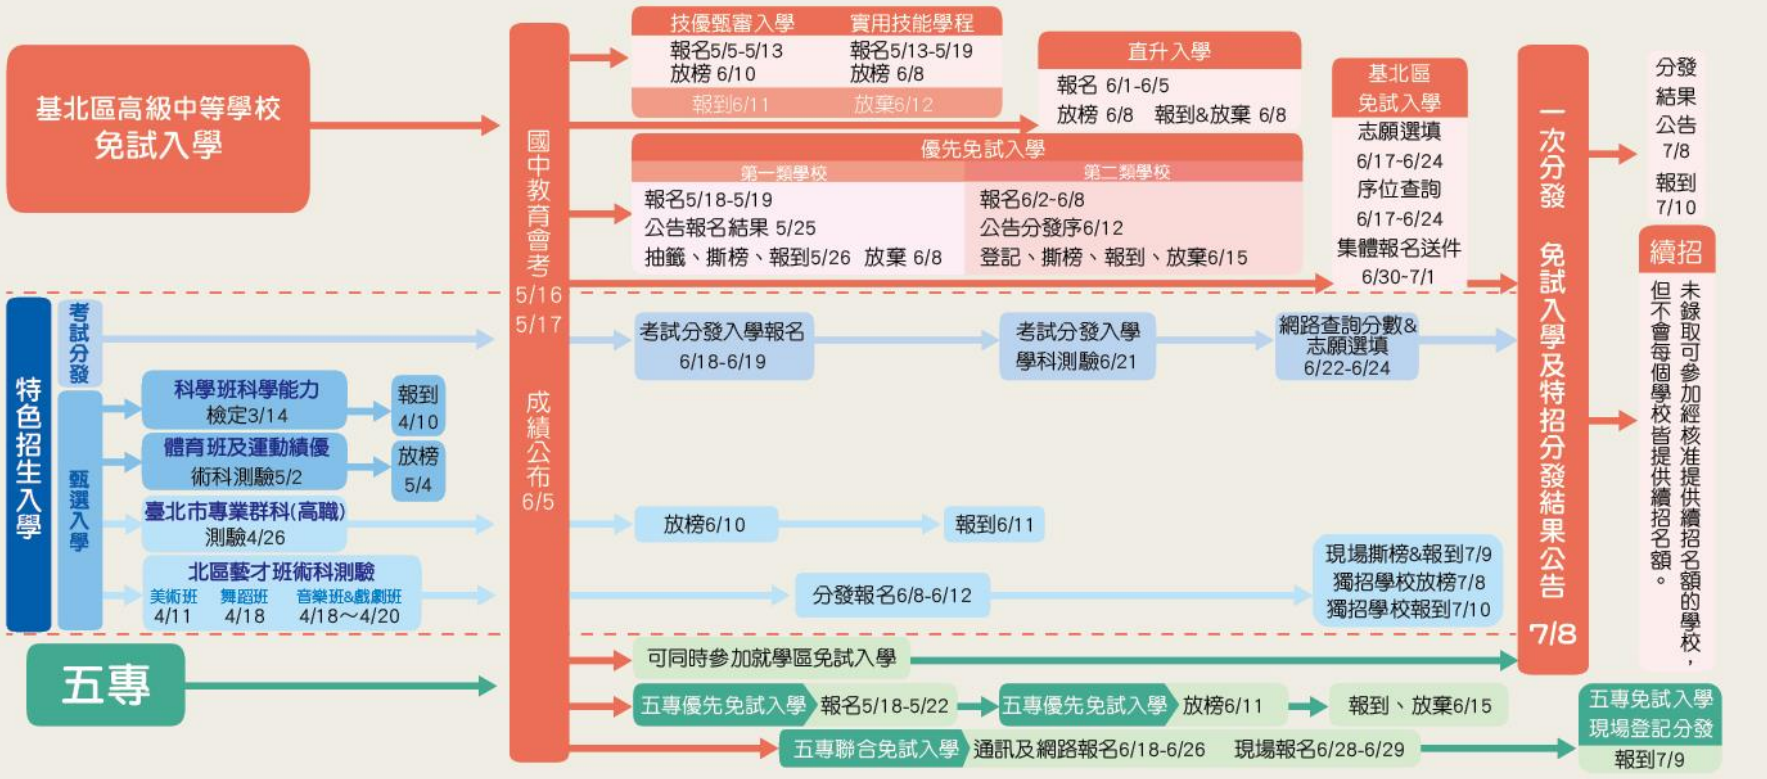 基北區高級中等學校
免試入學
國中教育會考
5/16
5/17
成績公布
6/5
技優甄審入學 實用技能學程
報名5/5-5/13 報名5/13-5/19
放榜 6/10 放榜 6/8
報到6/11 放棄6/12
直升入學
報名 6/1-6/5
放榜 6/8 報到&放棄 6/8
優先免試入學
第一類學校
報名5/18-5/19
公告報名結果 5/25
抽籤、撕榜、報到5/26 放棄 6/8
第二類學校
報名6/2-6/8
公告分發序6/12
登記、撕榜、報到、放棄6/15
基北區
免試入學
志願選填
6/17-6/24
序位查詢
6/17-6/24
集體報名送件
6/30-7/1
一次分發 免試入學及特招分發結果公告
7/8
分發
結果
公告
7/8
報到
7/10
續招
未錄取可參加經核准提供續招名額的學校，
但不會每個學校皆提供續招名額。
特色招生入學
考試分發
考試分發入學報名
6/18-6/19
考試分發入學
學科測驗6/21
網路查詢分數&
志願選填
6/22-6/24
甄選入學
科學班科學能力
檢定3/14
報到
4/10
體育班及運動績優
術科測驗5/2
放榜
5/4
臺北市專業群科(高職)
測驗4/26
放榜6/10
報到6/11
北區藝才班術科測驗
美術班 舞蹈班 音樂班&戲劇班
4/11 4/18 4/18～4/20
分發報名6/8-6/12
現場撕榜&報到7/9
獨招學校放榜7/8
獨招學校報到7/10
五專
可同時參加就學區免試入學
五專優先免試入學 報名5/18-5/22
五專優先免試入學 放榜6/11
報到、放棄6/15
五專聯合免試入學 通訊及網路報名6/18-6/26 現場報名6/28-6/29
五專免試入學
現場登記分發
報到7/9